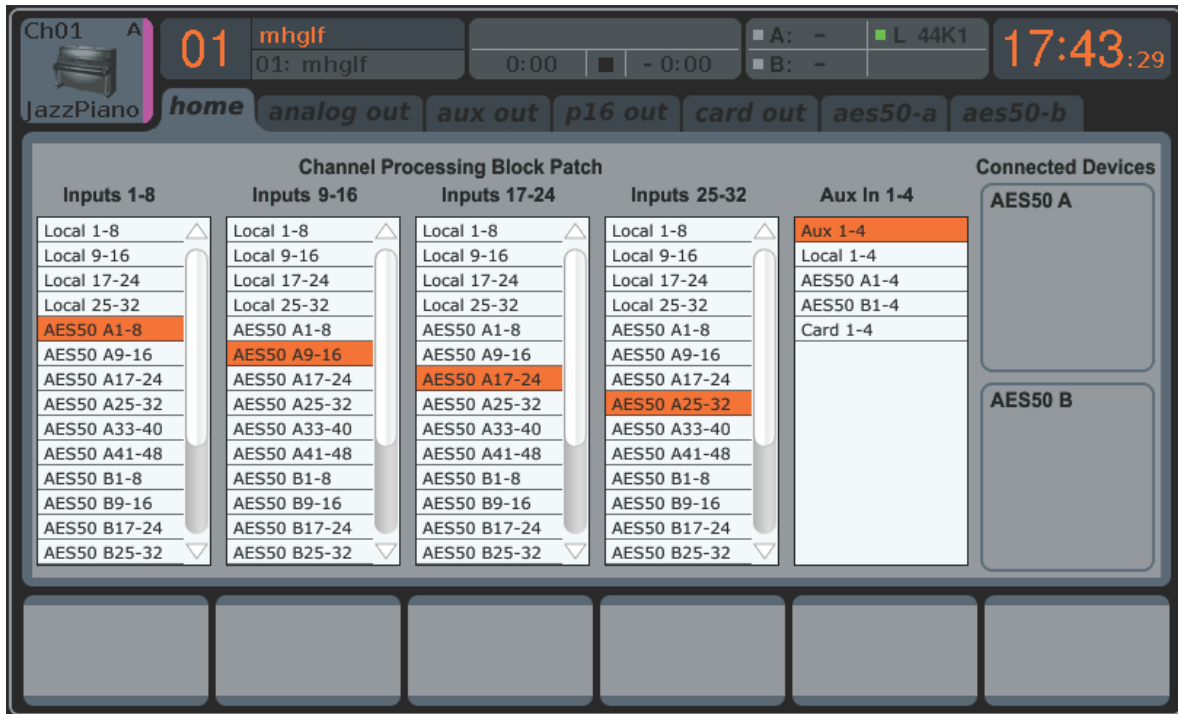 Ch01 A
JazzPiano
01
mhglf
01: mhglf
0:00 - 0:00
A: -
B: -
L 44K1
17:43:29
home analog out aux out p16 out card out aes50-a aes50-b
Channel Processing Block Patch
Connected Devices
Inputs 1-8
Local 1-8
Local 9-16
Local 17-24
Local 25-32
AES50 A1-8
AES50 A9-16
AES50 A17-24
AES50 A25-32
AES50 A33-40
AES50 A41-48
AES50 B1-8
AES50 B9-16
AES50 B17-24
AES50 B25-32
Inputs 9-16
Local 1-8
Local 9-16
Local 17-24
Local 25-32
AES50 A1-8
AES50 A9-16
AES50 A17-24
AES50 A25-32
AES50 A33-40
AES50 A41-48
AES50 B1-8
AES50 B9-16
AES50 B17-24
AES50 B25-32
Inputs 17-24
Local 1-8
Local 9-16
Local 17-24
Local 25-32
AES50 A1-8
AES50 A9-16
AES50 A17-24
AES50 A25-32
AES50 A33-40
AES50 A41-48
AES50 B1-8
AES50 B9-16
AES50 B17-24
AES50 B25-32
Inputs 25-32
Local 1-8
Local 9-16
Local 17-24
Local 25-32
AES50 A1-8
AES50 A9-16
AES50 A17-24
AES50 A25-32
AES50 A33-40
AES50 A41-48
AES50 B1-8
AES50 B9-16
AES50 B17-24
AES50 B25-32
Aux In 1-4
Aux 1-4
Local 1-4
AES50 A1-4
AES50 B1-4
Card 1-4
AES50 A
AES50 B